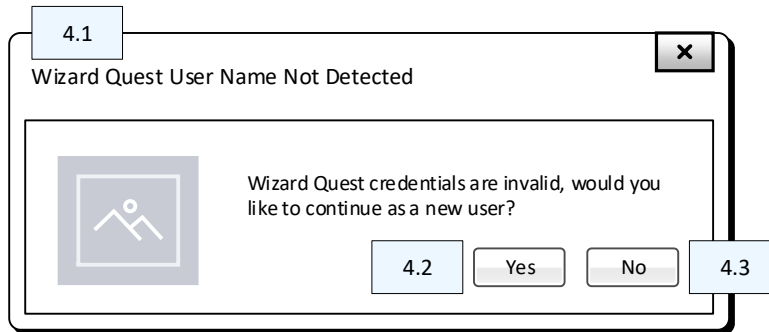 4.1
Wizard Quest User Name Not Detected
Wizard Quest credentials are invalid, would you
like to continue as a new user?
4.2
Yes
No
4.3